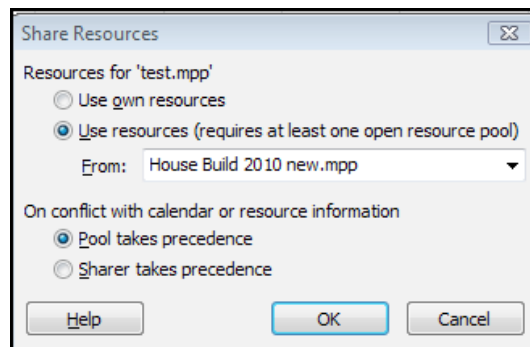 Share Resources
Resources for 'test.mpp'
Use own resources
Use resources (requires at least one open resource pool)
From: House Build 2010 new.mpp
On conflict with calendar or resource information
Pool takes precedence
Sharer takes precedence
Help OK Cancel